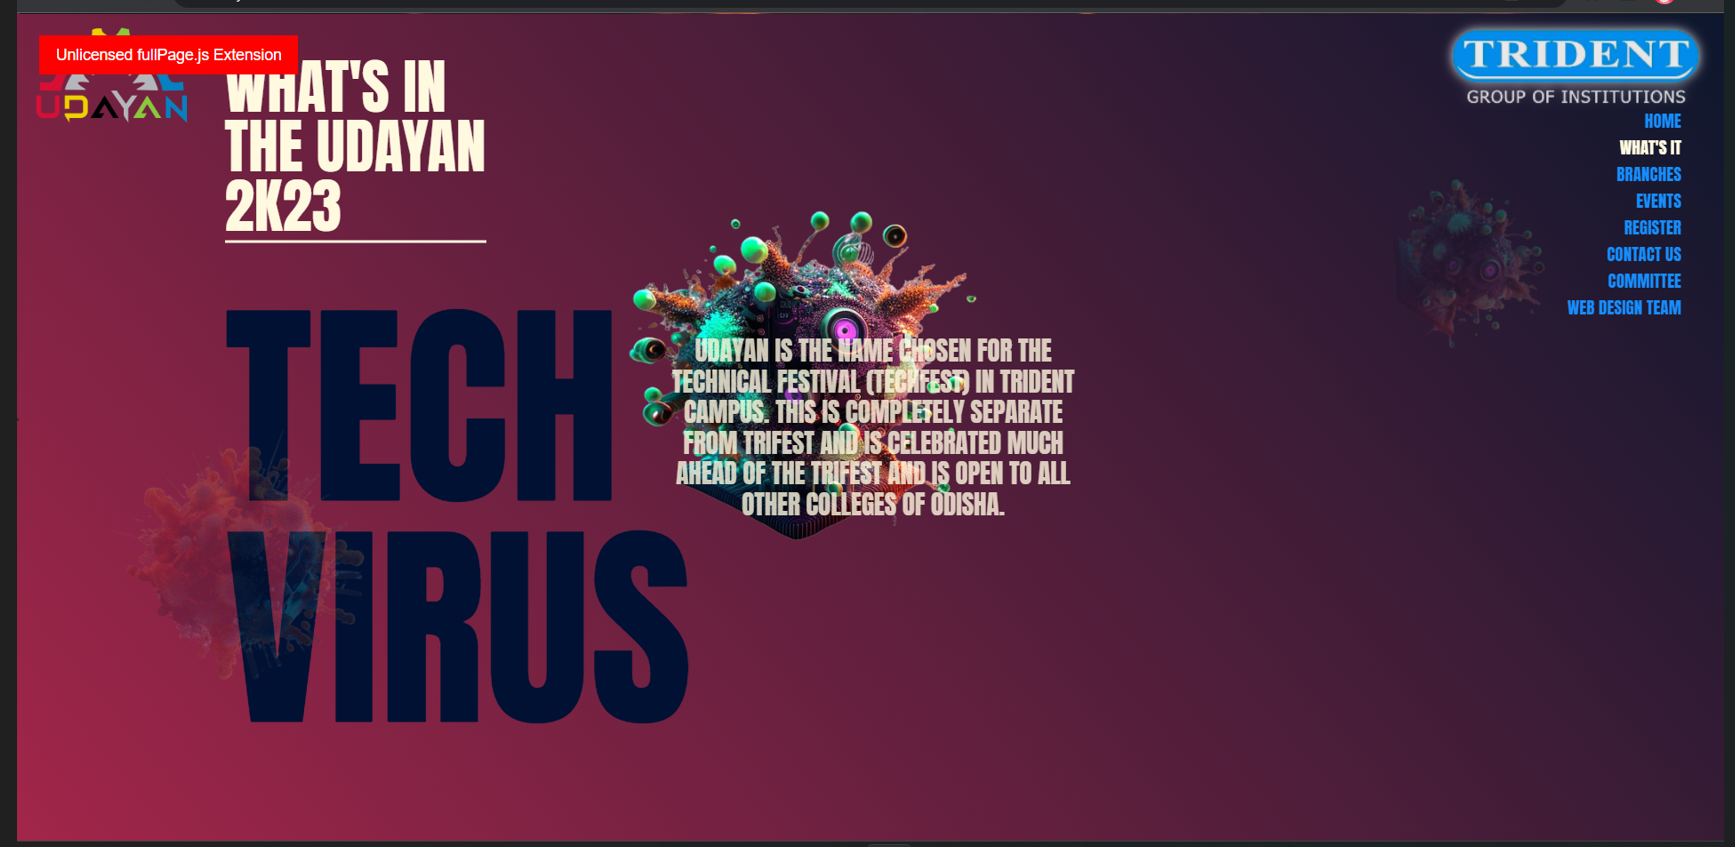 Unlicensed fullPage.js Extension
UDAYAN
WHAT'S IN
THE UDAYAN
2K23
TRIDENT
GROUP OF INSTITUTIONS
HOME
WHAT'S IT
BRANCHES
EVENTS
REGISTER
CONTACT US
COMMITTEE
WEB DESIGN TEAM
TECH
VIRUS
UDAYAN IS THE NAME CHOSEN FOR THE
TECHNICAL FESTIVAL (TECHFEST) IN TRIDENT
CAMPUS. THIS IS COMPLETELY SEPARATE
FROM TRIFEST AND IS CELEBRATED MUCH
AHEAD OF THE TRIFEST AND IS OPEN TO ALL
OTHER COLLEGES OF ODISHA.